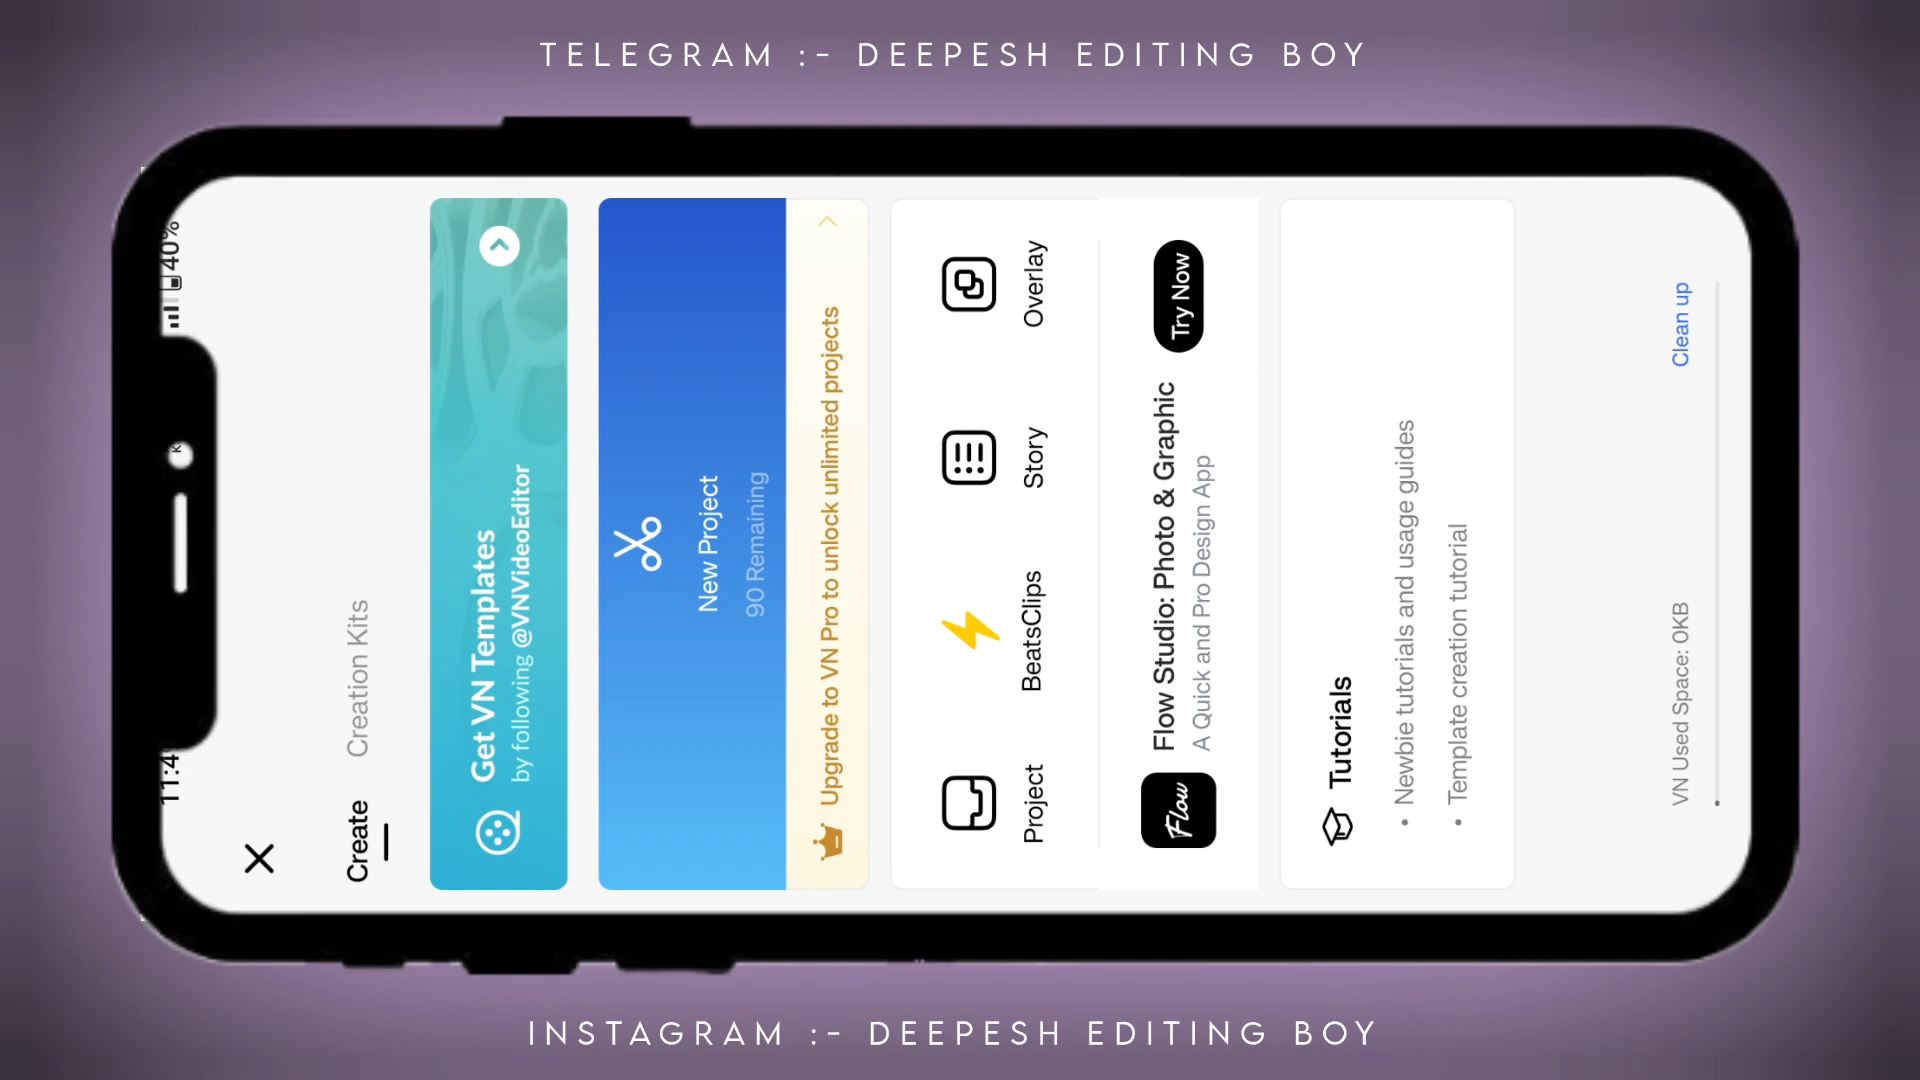 TELEGRAM :- DEEPESH EDITING BOY
40%
Create Creation Kits
Get VN Templates
by following @VNVideoEditor
New Project
90 Remaining
Upgrade to VN Pro to unlock unlimited projects
Project BeatsClips Story Overlay
Flow
Flow Studio: Photo & Graphic
A Quick and Pro Design App
Try Now
Tutorials
• Newbie tutorials and usage guides
• Template creation tutorial
VN Used Space: 0KB Clean up
INSTAGRAM :- DEEPESH EDITING BOY